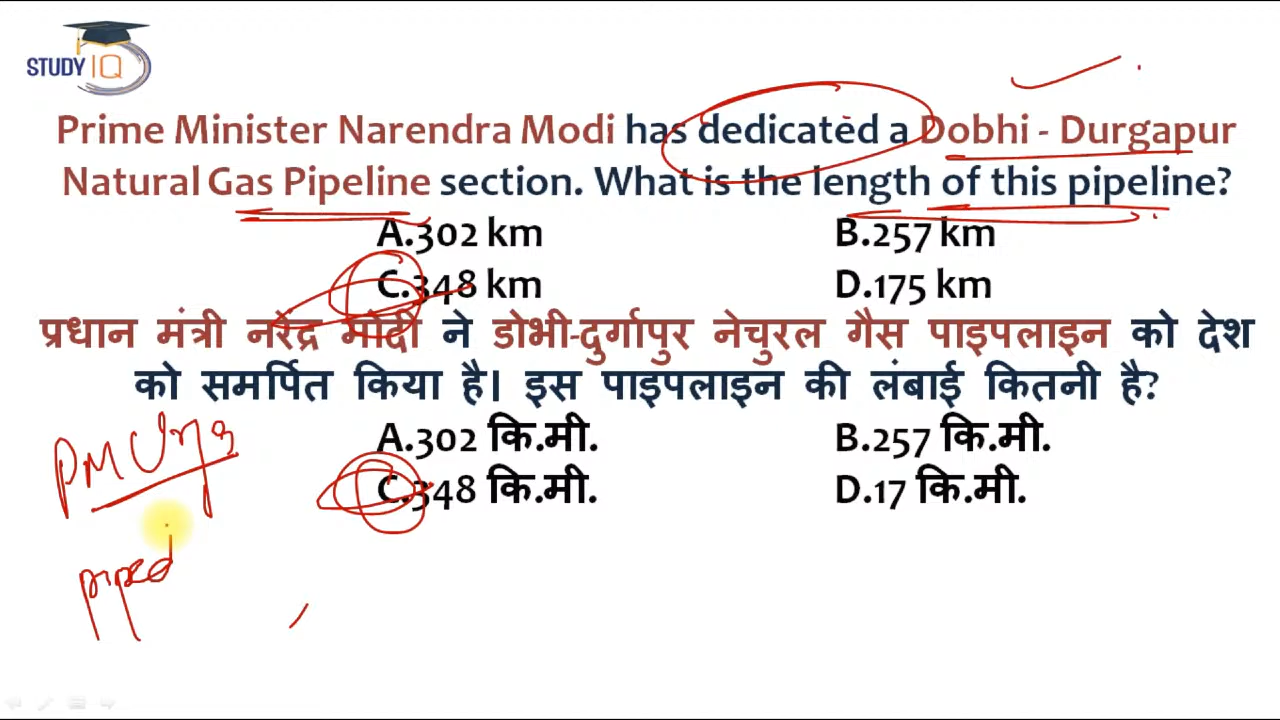 STUDY IQ
Prime Minister Narendra Modi has dedicated a Dobhi - Durgapur
Natural Gas Pipeline section. What is the length of this pipeline?
A.302 km B.257 km
C.348 km D.175 km
प्रधान मंत्री नरेंद्र मोदी ने डोभी-दुर्गापुर नेचुरल गैस पाइपलाइन को देश
को समर्पित किया है। इस पाइपलाइन की लंबाई कितनी है?
A.302 कि.मी. B.257 कि.मी.
C.348 कि.मी. D.17 कि.मी.
PM
piped